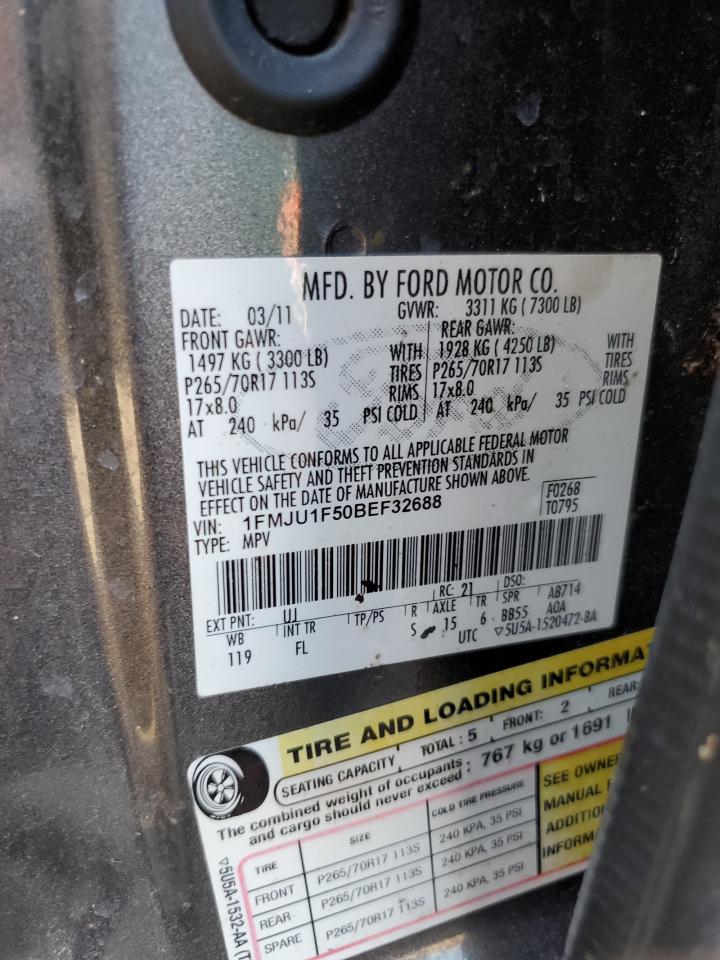 MFD. BY FORD MOTOR CO.
DATE: 03/11 GVWR: 3311 KG ( 7300 LB)
FRONT GAWR: REAR GAWR:
1497 KG ( 3300 LB) WITH 1928 KG ( 4250 LB) WITH
P265/70R17 113S TIRES P265/70R17 113S TIRES
17x8.0 RIMS 17x8.0 RIMS
AT 240 kPa/ 35 PSI COLD AT 240 kPa/ 35 PSI COLD
THIS VEHICLE CONFORMS TO ALL APPLICABLE FEDERAL MOTOR
VEHICLE SAFETY AND THEFT PREVENTION STANDARDS IN
EFFECT ON THE DATE OF MANUFACTURE SHOWN ABOVE.
VIN: 1FMJU1F50BEF32688 F0268
TYPE: MPV T0795
EXT PNT: UJ RC: 21 DSO:
WB INT TR TP/PS R AXLE TR SPR AB714
119 FL S 15 6 BB55 AOA
UTC ▽5U5A-1520472-BA
TIRE AND LOADING
SEATING CAPACITY TOTAL : 5 FRONT: 2 REAR:
The combined weight of occupants
and cargo should never exceed : 767 kg or 1691
TIRE SIZE COLD TIRE PRESSURE
FRONT P265/70R17 113S 240 KPA, 35 PSI
REAR P265/70R17 113S 240 KPA, 35 PSI
SPARE P265/70R17 113S 240 KPA, 35 PSI
SEE
MANUAL
▽5U5A-1532-AA